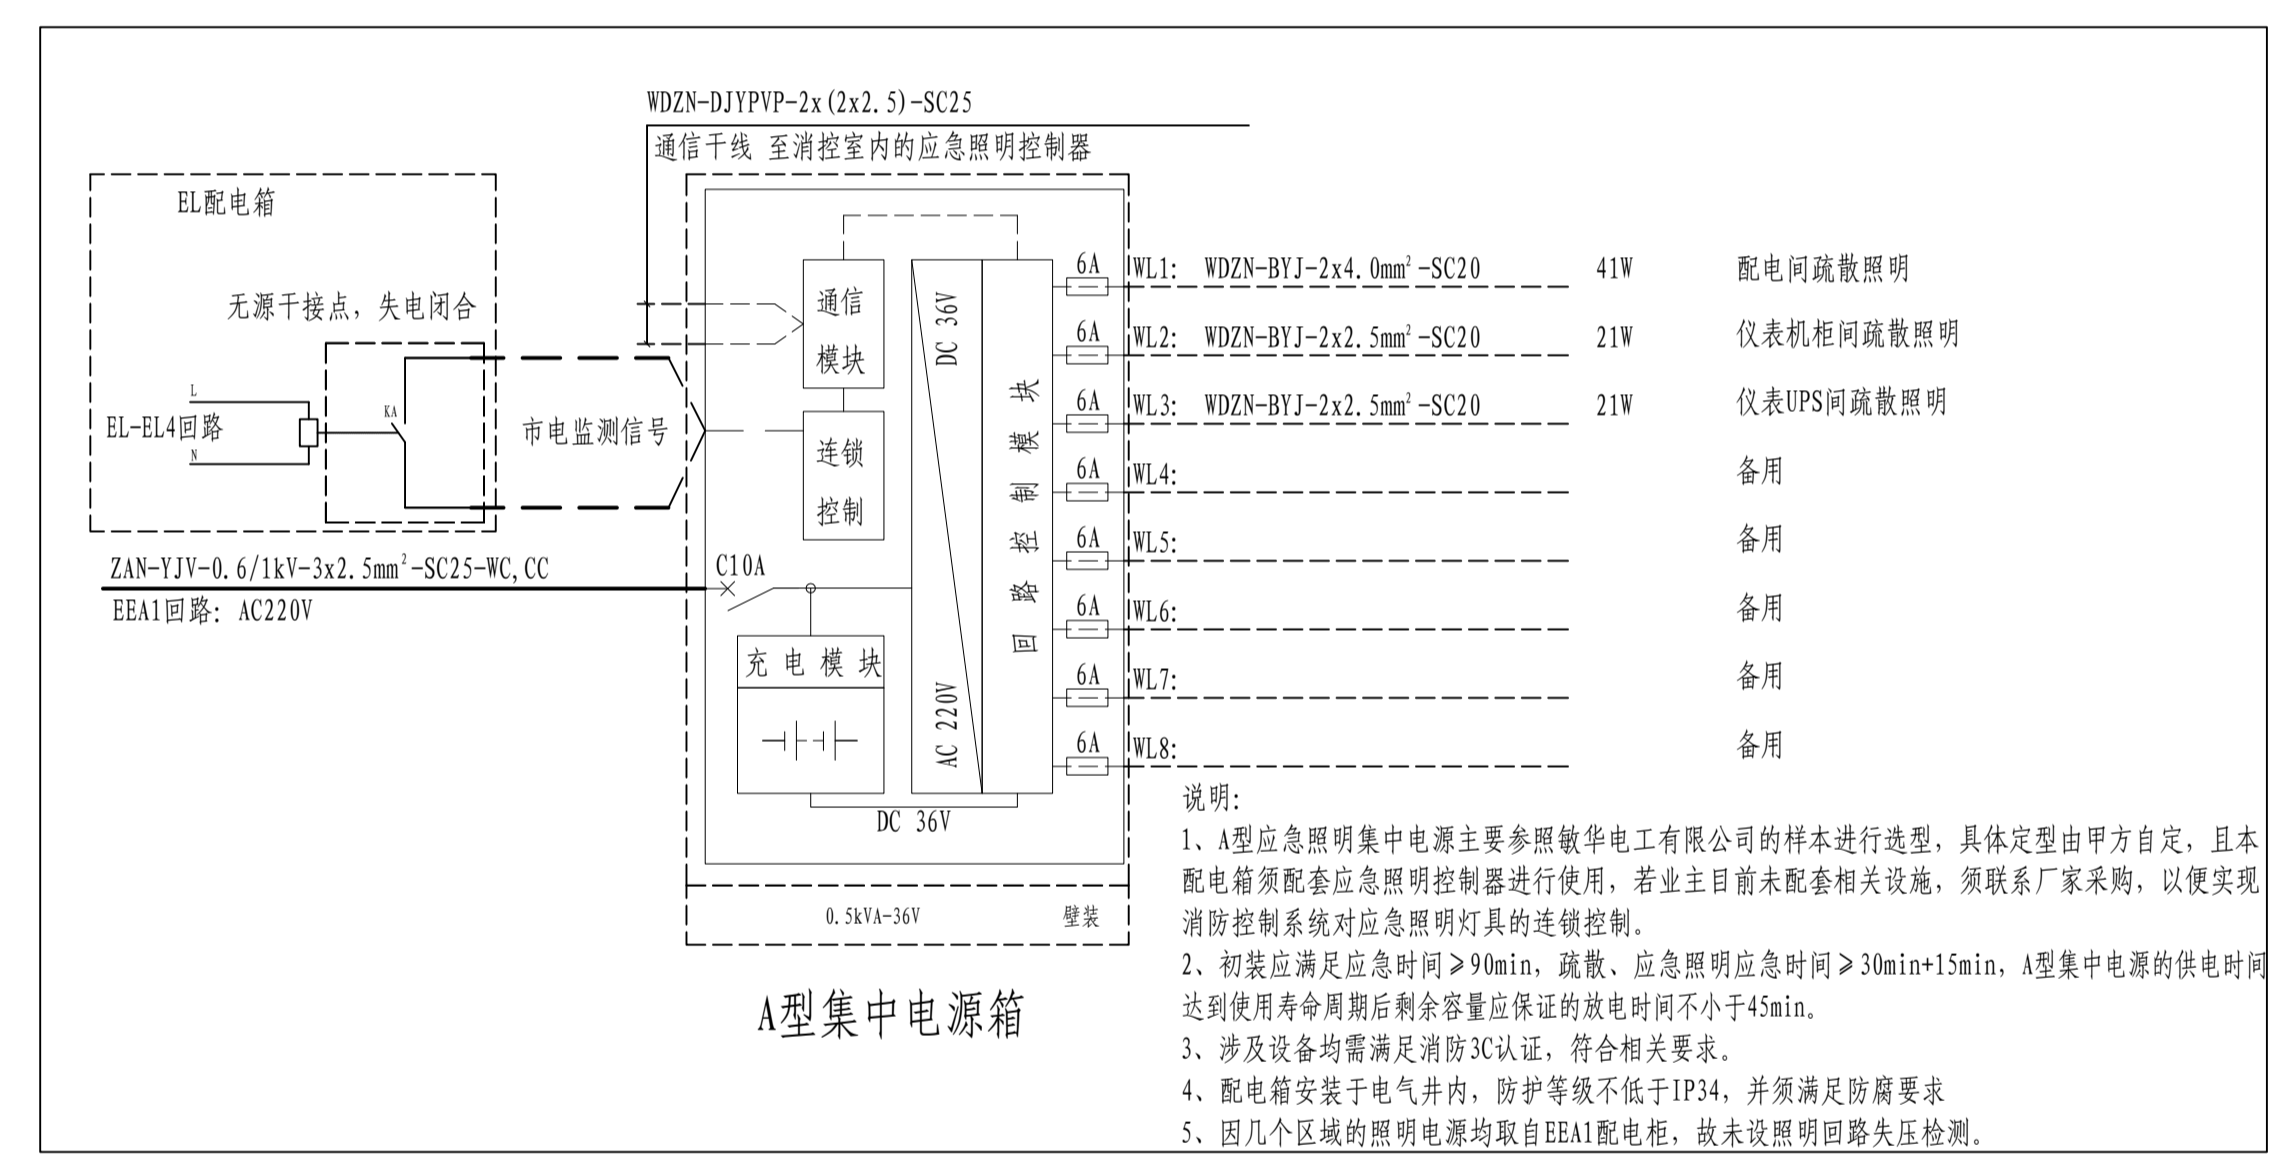 WDZN-DJYPVP-2x(2x2.5)-SC25
通信干线 至消控室内的应急照明控制器
EL配电箱
无源干接点，失电闭合
L
EL-EL4回路
N
KA
市电监测信号
ZAN-YJV-0.6/1kV-3x2.5mm²-SC25-WC,CC
EEA1回路：AC220V
通信
模块
连锁
控制
C10A
充电模块
DC 36V
AC 220V
DC 36V
回路控制模块
6A WL1: WDZN-BYJ-2x4.0mm²-SC20 41W 配电间疏散照明
6A WL2: WDZN-BYJ-2x2.5mm²-SC20 21W 仪表机柜间疏散照明
6A WL3: WDZN-BYJ-2x2.5mm²-SC20 21W 仪表UPS间疏散照明
6A WL4: 备用
6A WL5: 备用
6A WL6: 备用
6A WL7: 备用
6A WL8: 备用
0.5kVA-36V 壁装
A型集中电源箱
说明：
1、A型应急照明集中电源主要参照敏华电工有限公司的样本进行选型，具体定型由甲方自定，且本
配电箱须配套应急照明控制器进行使用，若业主目前未配套相关设施，须联系厂家采购，以便实现
消防控制系统对应急照明灯具的连锁控制。
2、初装应满足应急时间≥90min，疏散、应急照明应急时间≥30min+15min，A型集中电源的供电时间
达到使用寿命周期后剩余容量应保证的放电时间不小于45min。
3、涉及设备均需满足消防3C认证，符合相关要求。
4、配电箱安装于电气井内，防护等级不低于IP34，并须满足防腐要求
5、因几个区域的照明电源均取自EEA1配电柜，故未设照明回路失压检测。